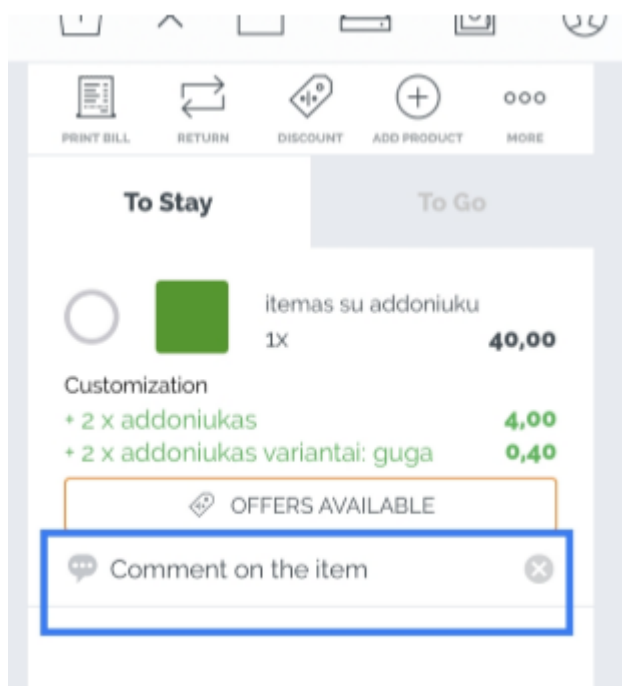 PRINT BILL RETURN DISCOUNT ADD PRODUCT MORE
To Stay To Go
itemas su addoniuku
1X 40,00
Customization
+ 2 x addoniukas 4,00
+ 2 x addoniukas variantai: guga 0,40
OFFERS AVAILABLE
Comment on the item